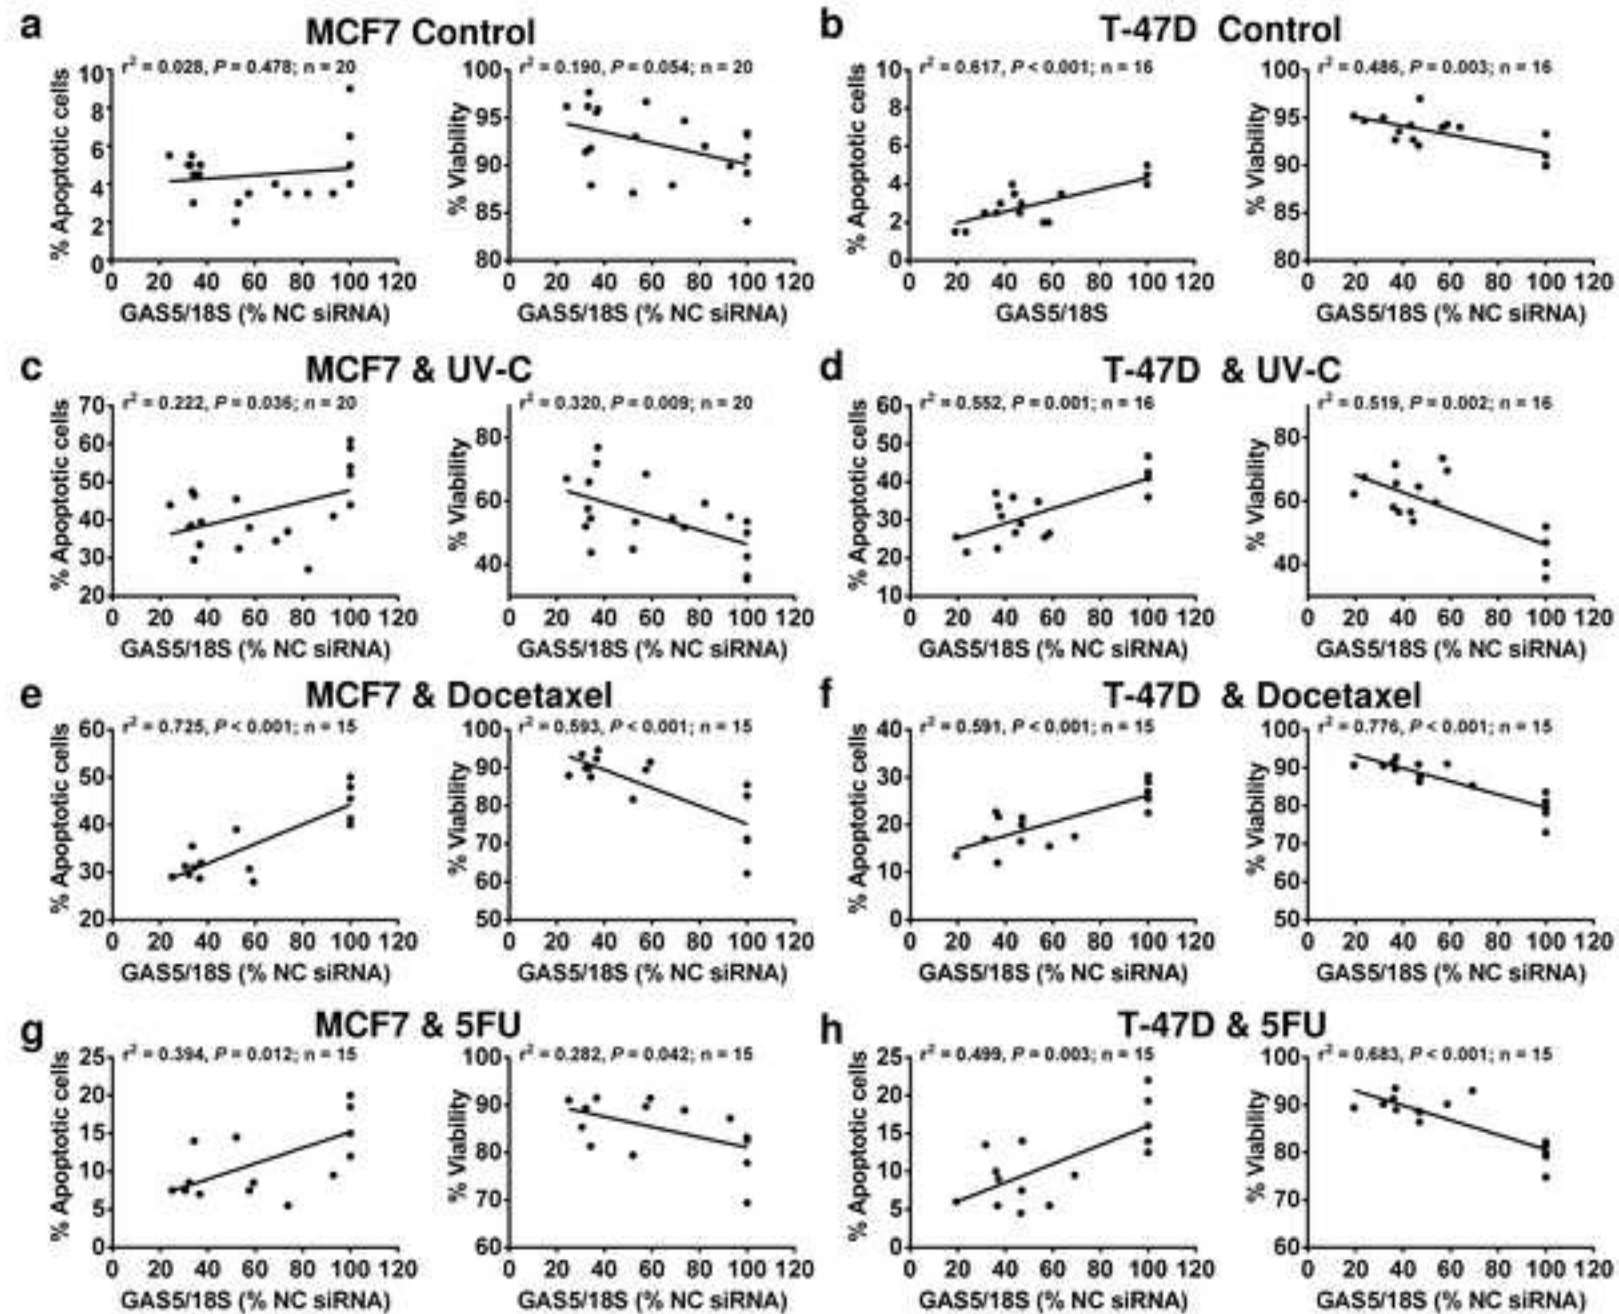 a
MCF7 Control
b
T-47D Control
r² = 0.028, P = 0.478; n = 20
r² = 0.190, P = 0.054; n = 20
r² = 0.617, P < 0.001; n = 16
r² = 0.486, P = 0.003; n = 16
% Apoptotic cells
10
8
6
4
2
0
0 20 40 60 80 100 120
GAS5/18S (% NC siRNA)
% Viability
100
95
90
85
80
0 20 40 60 80 100 120
GAS5/18S (% NC siRNA)
% Apoptotic cells
10
8
6
4
2
0
0 20 40 60 80 100 120
GAS5/18S
% Viability
100
95
90
85
80
0 20 40 60 80 100 120
GAS5/18S (% NC siRNA)
c
MCF7 & UV-C
d
T-47D & UV-C
r² = 0.222, P = 0.036; n = 20
r² = 0.320, P = 0.009; n = 20
r² = 0.552, P = 0.001; n = 16
r² = 0.519, P = 0.002; n = 16
% Apoptotic cells
70
60
50
40
30
20
0 20 40 60 80 100 120
GAS5/18S (% NC siRNA)
% Viability
80
60
40
0 20 40 60 80 100 120
GAS5/18S (% NC siRNA)
% Apoptotic cells
60
50
40
30
20
10
0 20 40 60 80 100 120
GAS5/18S (% NC siRNA)
% Viability
80
60
40
0 20 40 60 80 100 120
GAS5/18S (% NC siRNA)
e
MCF7 & Docetaxel
f
T-47D & Docetaxel
r² = 0.725, P < 0.001; n = 15
r² = 0.593, P < 0.001; n = 15
r² = 0.591, P < 0.001; n = 15
r² = 0.776, P < 0.001; n = 15
% Apoptotic cells
60
50
40
30
20
0 20 40 60 80 100 120
GAS5/18S (% NC siRNA)
% Viability
100
90
80
70
60
50
0 20 40 60 80 100 120
GAS5/18S (% NC siRNA)
% Apoptotic cells
40
30
20
10
0
0 20 40 60 80 100 120
GAS5/18S (% NC siRNA)
% Viability
100
90
80
70
60
50
0 20 40 60 80 100 120
GAS5/18S (% NC siRNA)
g
MCF7 & 5FU
h
T-47D & 5FU
r² = 0.394, P = 0.012; n = 15
r² = 0.282, P = 0.042; n = 15
r² = 0.499, P = 0.003; n = 15
r² = 0.683, P < 0.001; n = 15
% Apoptotic cells
25
20
15
10
5
0
0 20 40 60 80 100 120
GAS5/18S (% NC siRNA)
% Viability
100
90
80
70
60
0 20 40 60 80 100 120
GAS5/18S (% NC siRNA)
% Apoptotic cells
25
20
15
10
5
0
0 20 40 60 80 100 120
GAS5/18S (% NC siRNA)
% Viability
100
90
80
70
60
0 20 40 60 80 100 120
GAS5/18S (% NC siRNA)